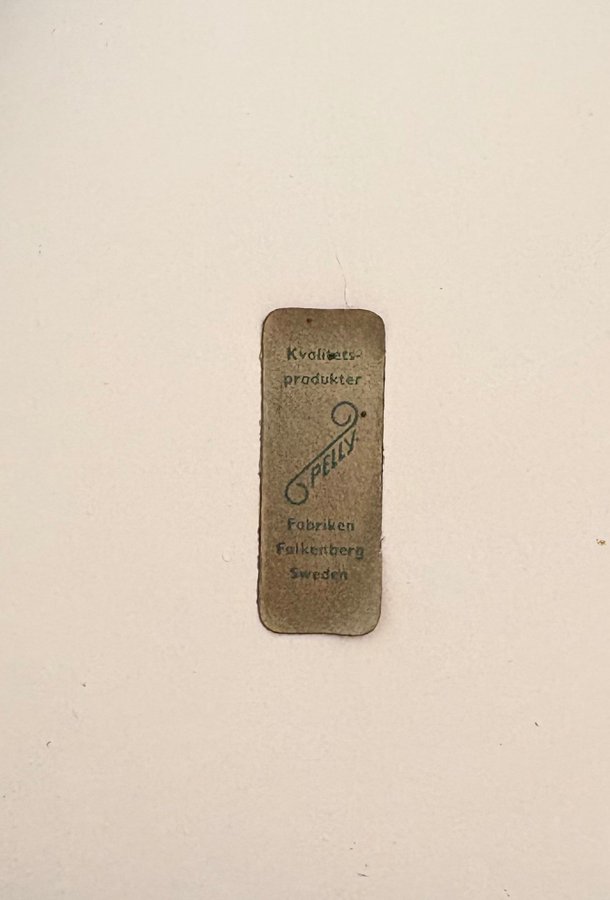 Kvalitets-
produkter
PELLY
Fabriken
Falkenberg
Sweden